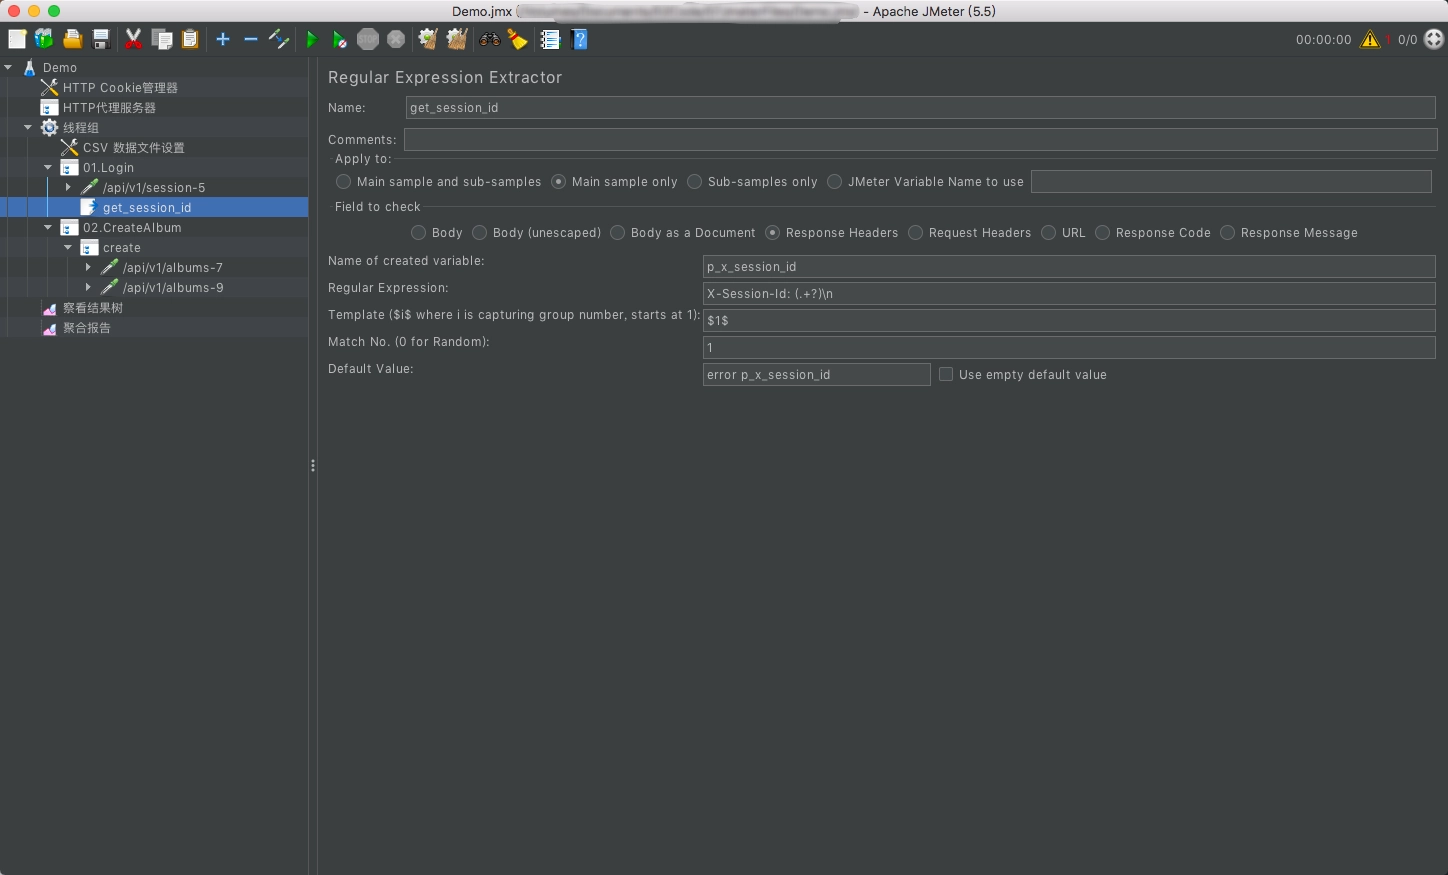 Demo.jmx ( ) - Apache JMeter (5.5)
STOP
00:00:00 ! 0/0
Demo
HTTP Cookie管理器
HTTP代理服务器
线程组
CSV 数据文件设置
01.Login
/api/v1/session-5
get_session_id
02.CreateAlbum
create
/api/v1/albums-7
/api/v1/albums-9
察看结果树
聚合报告
Regular Expression Extractor
Name: get_session_id
Comments:
Apply to:
Main sample and sub-samples Main sample only Sub-samples only JMeter Variable Name to use
Field to check
Body Body (unescaped) Body as a Document Response Headers Request Headers URL Response Code Response Message
Name of created variable: p_x_session_id
Regular Expression: X-Session-Id: (.+?)\n
Template ($i$ where i is capturing group number, starts at 1): $1$
Match No. (0 for Random): 1
Default Value: error p_x_session_id Use empty default value